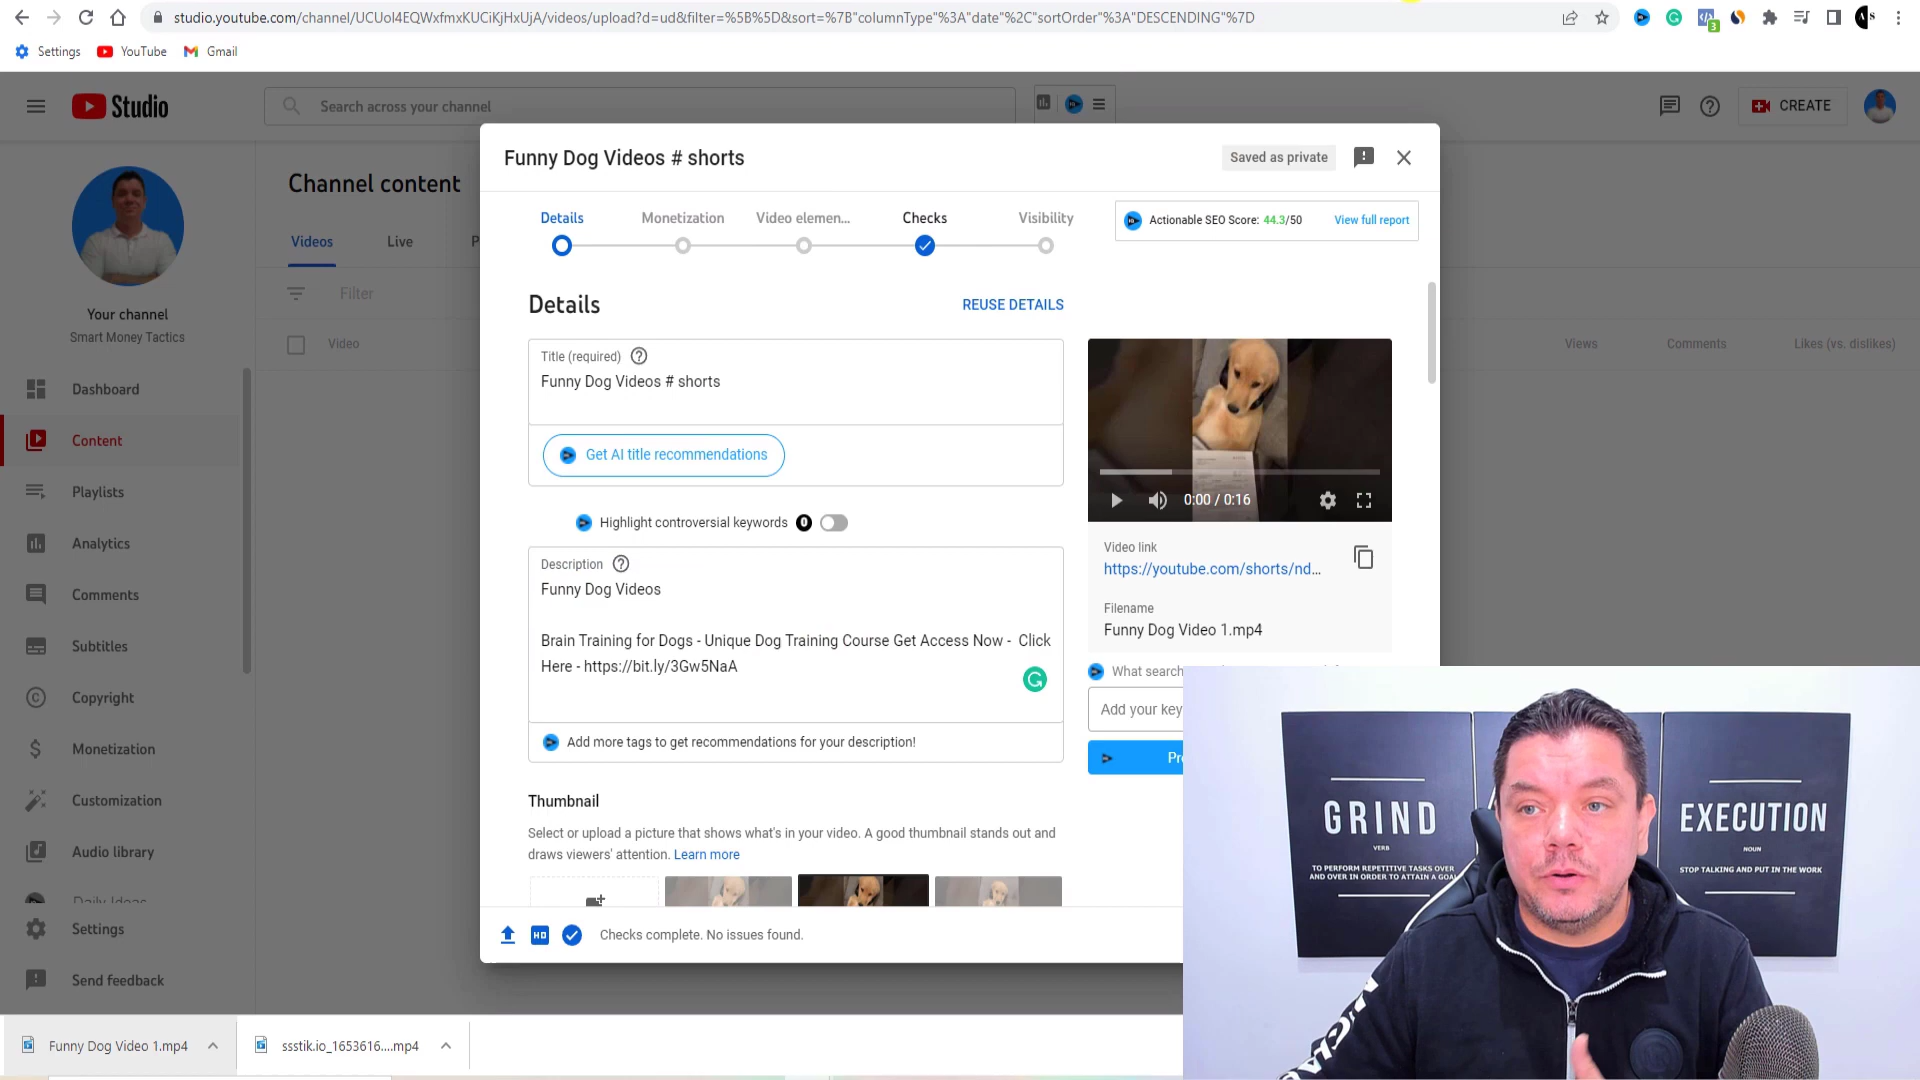 studio.youtube.com/channel/UCUoI4EQWxfmxKUCiKjHxUjA/videos/upload?d=ud&filter=%5B%5D&sort=%7B"columnType"%3A"date"%2C"sortOrder"%3A"DESCENDING"%7D
3
Settings
YouTube
Gmail
Studio
Search across your channel
CREATE
Your channel
Smart Money Tactics
Dashboard
Content
Playlists
Analytics
Comments
Subtitles
Copyright
Monetization
Customization
Audio library
Daily Ideas
Settings
Send feedback
Channel content
Videos
Live
Filter
Video
Views
Comments
Likes (vs. dislikes)
Funny Dog Videos # shorts
Saved as private
Details
Monetization
Video elemen...
Checks
Visibility
Actionable SEO Score: 44.3/50
View full report
Details
REUSE DETAILS
Title (required)
Funny Dog Videos # shorts
Get AI title recommendations
Highlight controversial keywords 0
Description
Funny Dog Videos
Brain Training for Dogs - Unique Dog Training Course Get Access Now - Click
Here - https://bit.ly/3Gw5NaA
Add more tags to get recommendations for your description!
Thumbnail
Select or upload a picture that shows what's in your video. A good thumbnail stands out and
draws viewers' attention. Learn more
0:00 / 0:16
Video link
https://youtube.com/shorts/nd...
Filename
Funny Dog Video 1.mp4
What search
Add your key
HD
Checks complete. No issues found.
Funny Dog Video 1.mp4
ssstik.io_1653616....mp4
GRIND
VERB
TO PERFORM REPETITIVE TASKS OVER
AND OVER IN ORDER TO ATTAIN A GOAL
EXECUTION
NOUN
STOP TALKING AND PUT IN THE WORK